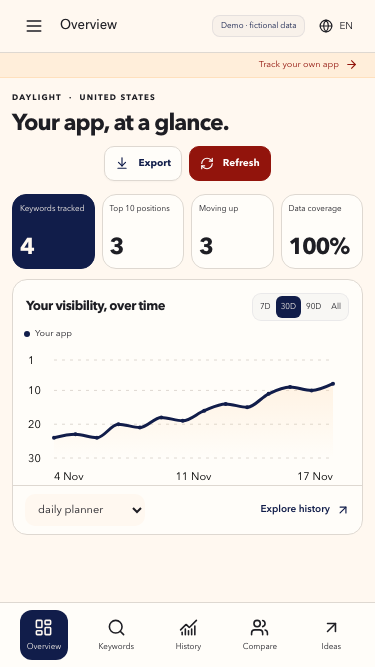 Overview
Demo · fictional data
EN
Track your own app
DAYLIGHT · UNITED STATES
Your app, at a glance.
Export
Refresh
Keywords tracked
4
Top 10 positions
3
Moving up
3
Data coverage
100%
Your visibility, over time
7D 30D 90D All
Your app
1
10
20
30
4 Nov 11 Nov 17 Nov
daily planner
Explore history
Overview
Keywords
History
Compare
Ideas